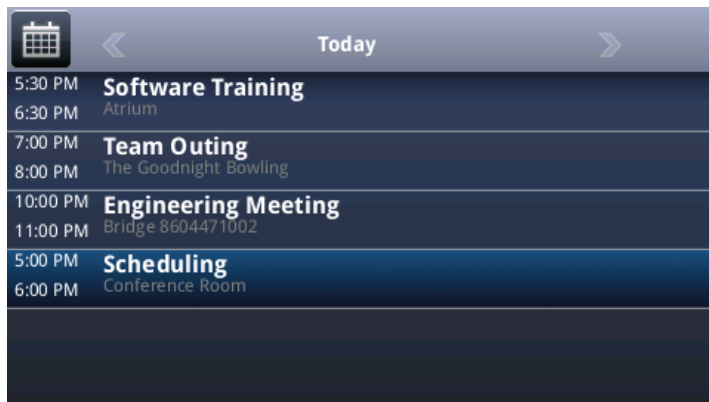 Today
5:30 PM Software Training
6:30 PM Atrium
7:00 PM Team Outing
8:00 PM The Goodnight Bowling
10:00 PM Engineering Meeting
11:00 PM Bridge 8604471002
5:00 PM Scheduling
6:00 PM Conference Room